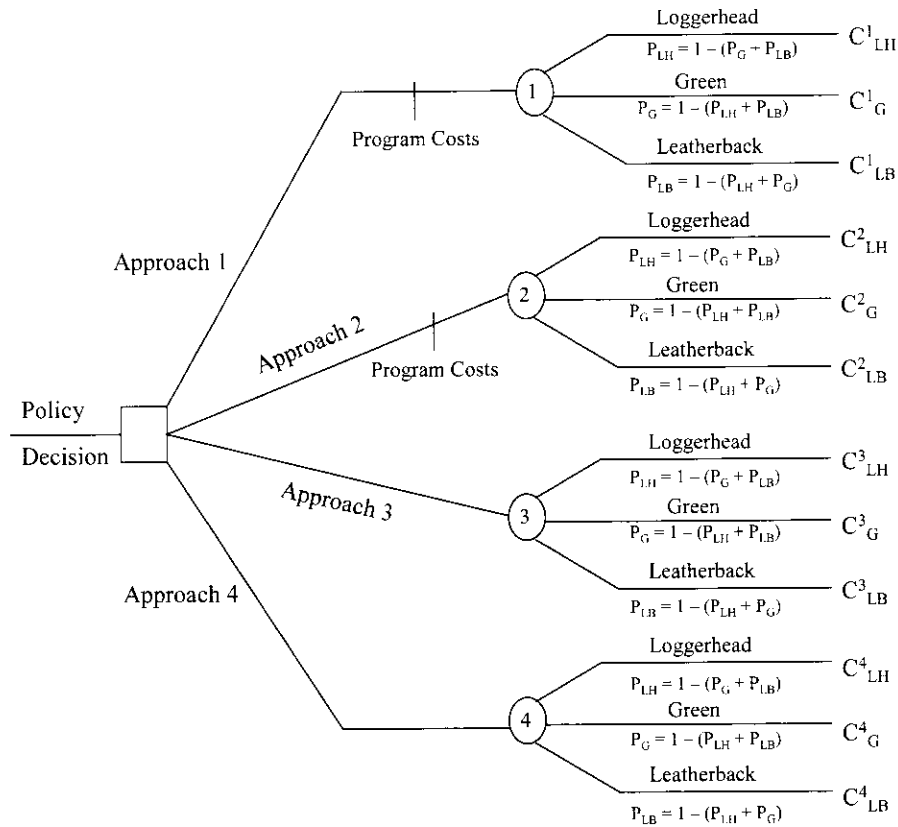 Loggerhead
P_LH = 1 – (P_G + P_LB)
C^1_LH
Green
P_G = 1 – (P_LH + P_LB)
C^1_G
Leatherback
P_LB = 1 – (P_LH + P_G)
C^1_LB
1
Program Costs
Approach 1
Loggerhead
P_LH = 1 – (P_G + P_LB)
C^2_LH
Green
P_G = 1 – (P_LH + P_LB)
C^2_G
Leatherback
P_LB = 1 – (P_LH + P_G)
C^2_LB
2
Approach 2
Program Costs
Policy
Decision
Loggerhead
P_LH = 1 – (P_G + P_LB)
C^3_LH
Green
P_G = 1 – (P_LH + P_LB)
C^3_G
Leatherback
P_LB = 1 – (P_LH + P_G)
C^3_LB
3
Approach 3
Approach 4
Loggerhead
P_LH = 1 – (P_G + P_LB)
C^4_LH
Green
P_G = 1 – (P_LH + P_LB)
C^4_G
Leatherback
P_LB = 1 – (P_LH + P_G)
C^4_LB
4